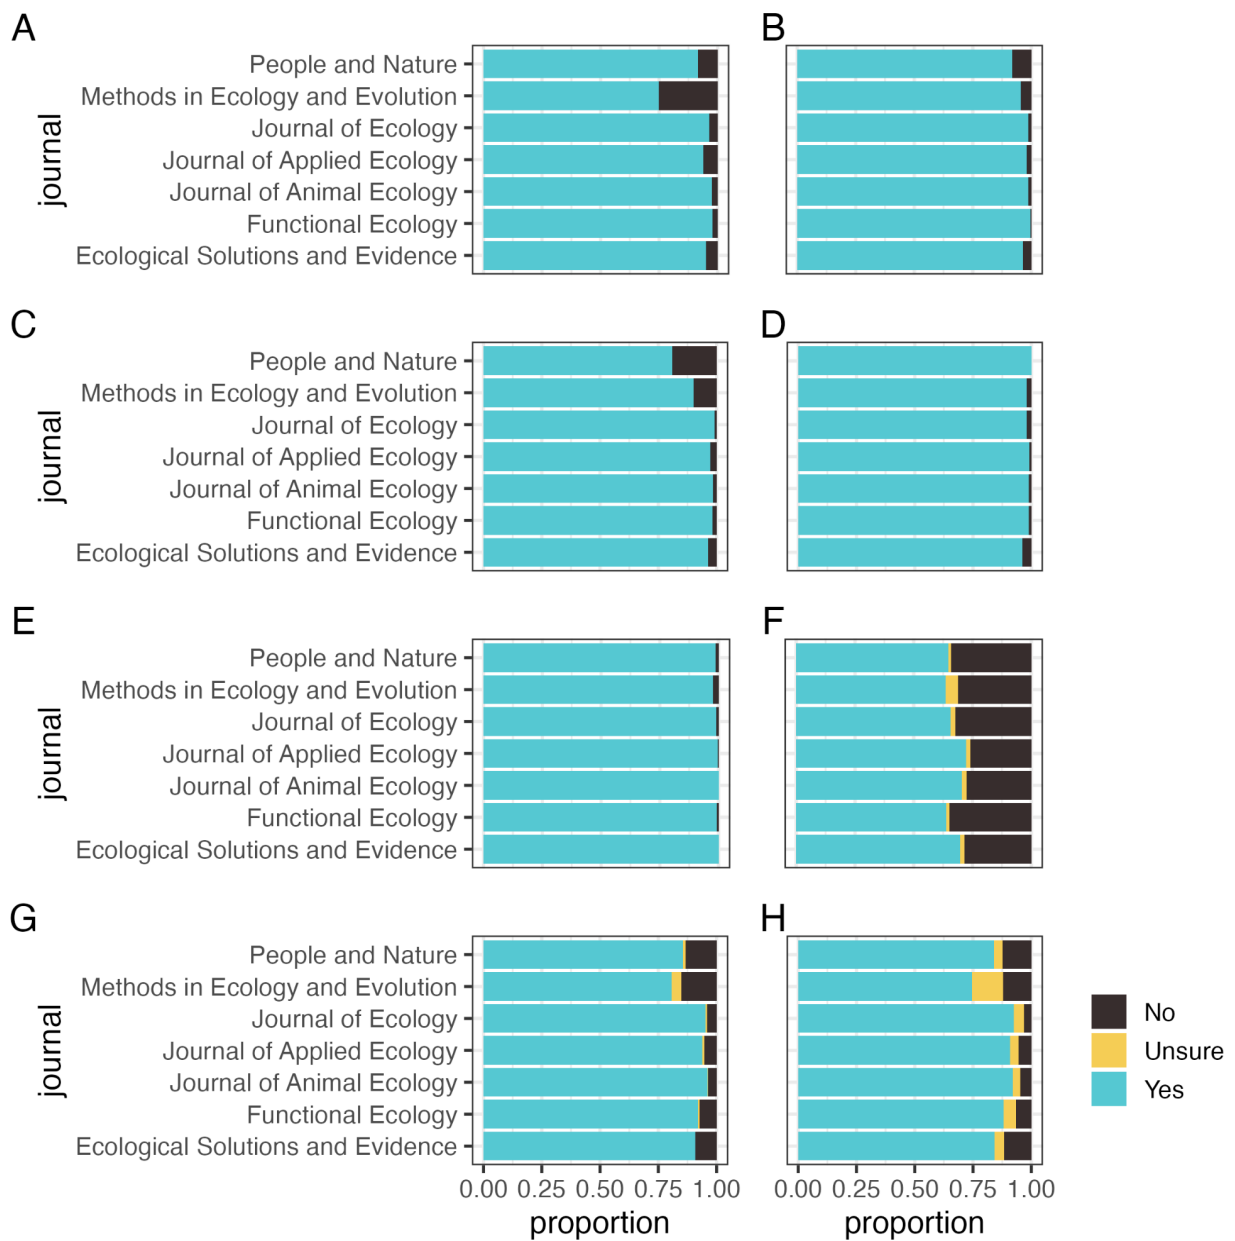 A
B
People and Nature
Methods in Ecology and Evolution
Journal of Ecology
Journal of Applied Ecology
Journal of Animal Ecology
Functional Ecology
Ecological Solutions and Evidence
journal
C
D
People and Nature
Methods in Ecology and Evolution
Journal of Ecology
Journal of Applied Ecology
Journal of Animal Ecology
Functional Ecology
Ecological Solutions and Evidence
journal
E
F
People and Nature
Methods in Ecology and Evolution
Journal of Ecology
Journal of Applied Ecology
Journal of Animal Ecology
Functional Ecology
Ecological Solutions and Evidence
journal
G
H
People and Nature
Methods in Ecology and Evolution
Journal of Ecology
Journal of Applied Ecology
Journal of Animal Ecology
Functional Ecology
Ecological Solutions and Evidence
journal
0.00 0.25 0.50 0.75 1.00
proportion
0.00 0.25 0.50 0.75 1.00
proportion
No
Unsure
Yes